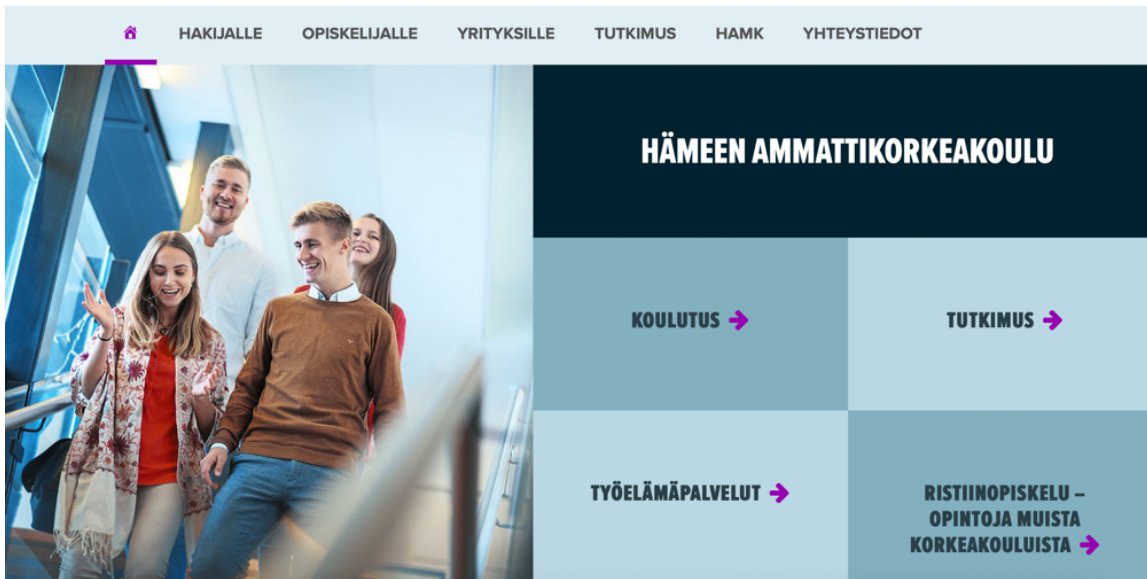 HAKIJALLE OPISKELIJALLE YRITYKSILLE TUTKIMUS HAMK YHTEYSTIEDOT
HÄMEEN AMMATTIKORKEAKOULU
KOULUTUS
TUTKIMUS
TYÖELÄMÄPALVELUT
RISTIINOPISKELU –
OPINTOJA MUISTA
KORKEAKOULUISTA